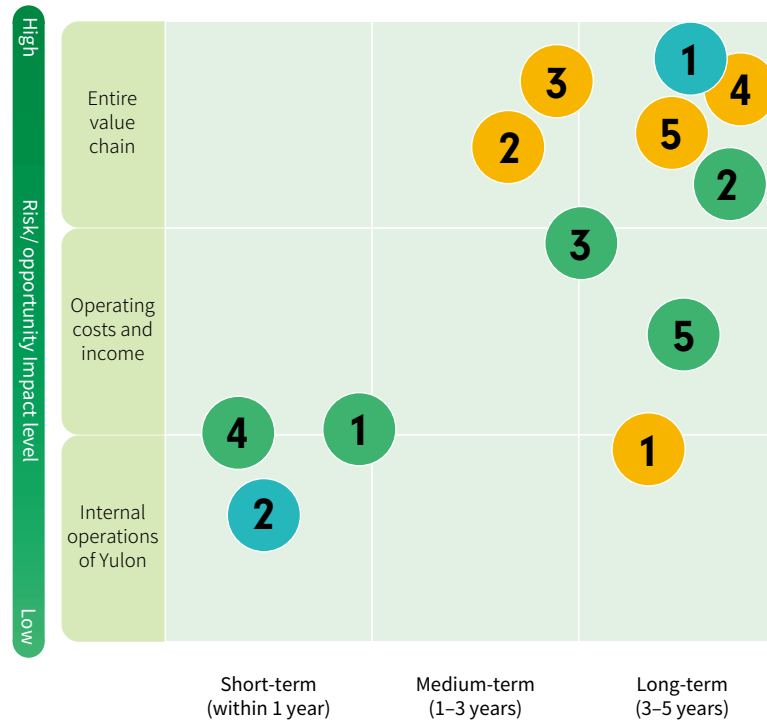 High
Risk/ opportunity Impact level
Low
Entire
value
chain
Operating
costs and
income
Internal
operations
of Yulon
3
2
1
4
5
2
3
5
4
1
1
2
Short-term
(within 1 year)
Medium-term
(1–3 years)
Long-term
(3–5 years)